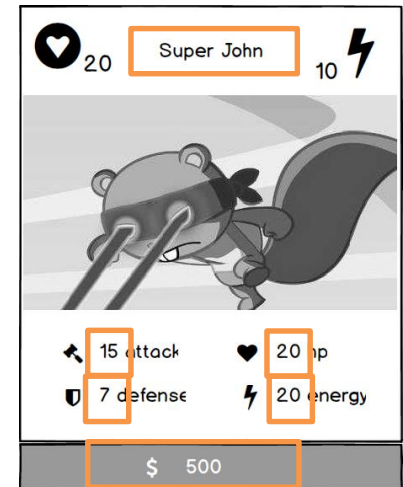 20
Super John
10
15 attack
20 hp
7 defense
20 energy
$ 500